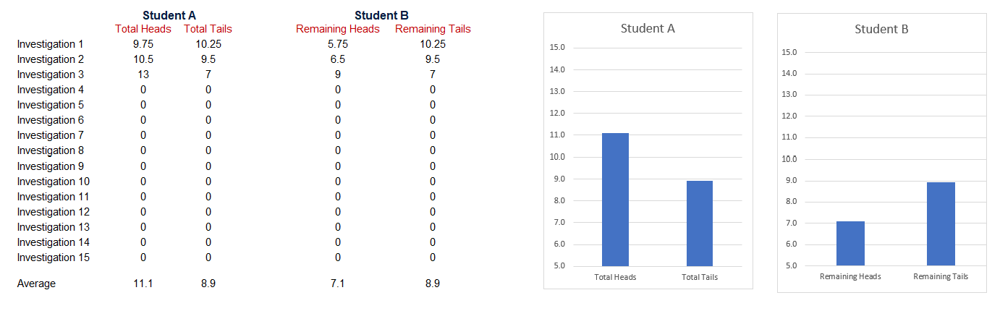 Student A Student B
Total Heads Total Tails Remaining Heads Remaining Tails
Investigation 1 9.75 10.25 5.75 10.25
Investigation 2 10.5 9.5 6.5 9.5
Investigation 3 13 7 9 7
Investigation 4 0 0 0 0
Investigation 5 0 0 0 0
Investigation 6 0 0 0 0
Investigation 7 0 0 0 0
Investigation 8 0 0 0 0
Investigation 9 0 0 0 0
Investigation 10 0 0 0 0
Investigation 11 0 0 0 0
Investigation 12 0 0 0 0
Investigation 13 0 0 0 0
Investigation 14 0 0 0 0
Investigation 15 0 0 0 0
Average 11.1 8.9 7.1 8.9
Student A
15.0
14.0
13.0
12.0
11.0
10.0
9.0
8.0
7.0
6.0
5.0
Total Heads Total Tails
Student B
15.0
14.0
13.0
12.0
11.0
10.0
9.0
8.0
7.0
6.0
5.0
Remaining Heads Remaining Tails